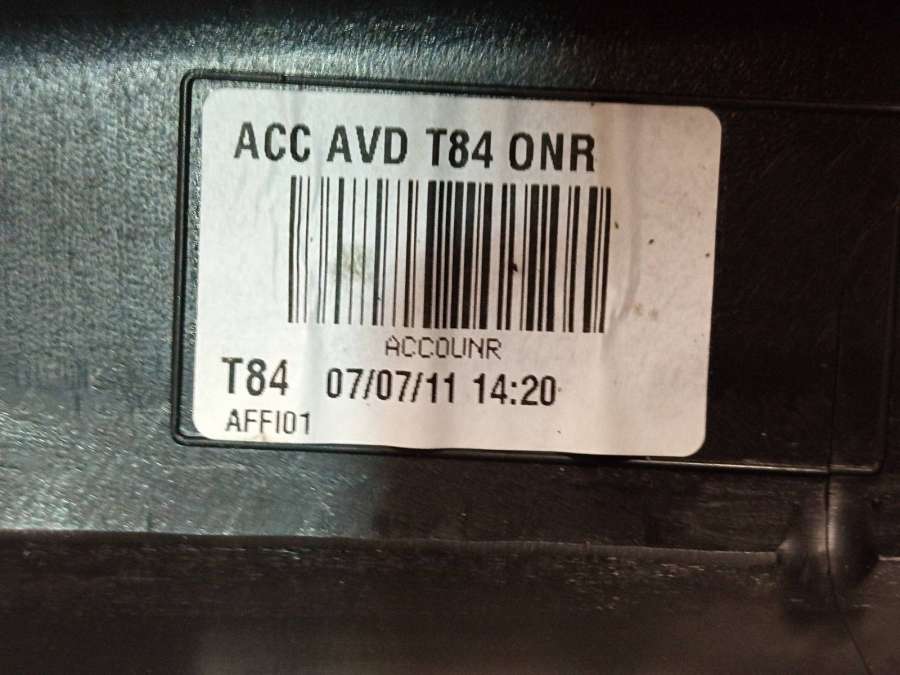 ACC AVD T84 ONR
ACCOUNR
T84 07/07/11 14:20
AFFI01